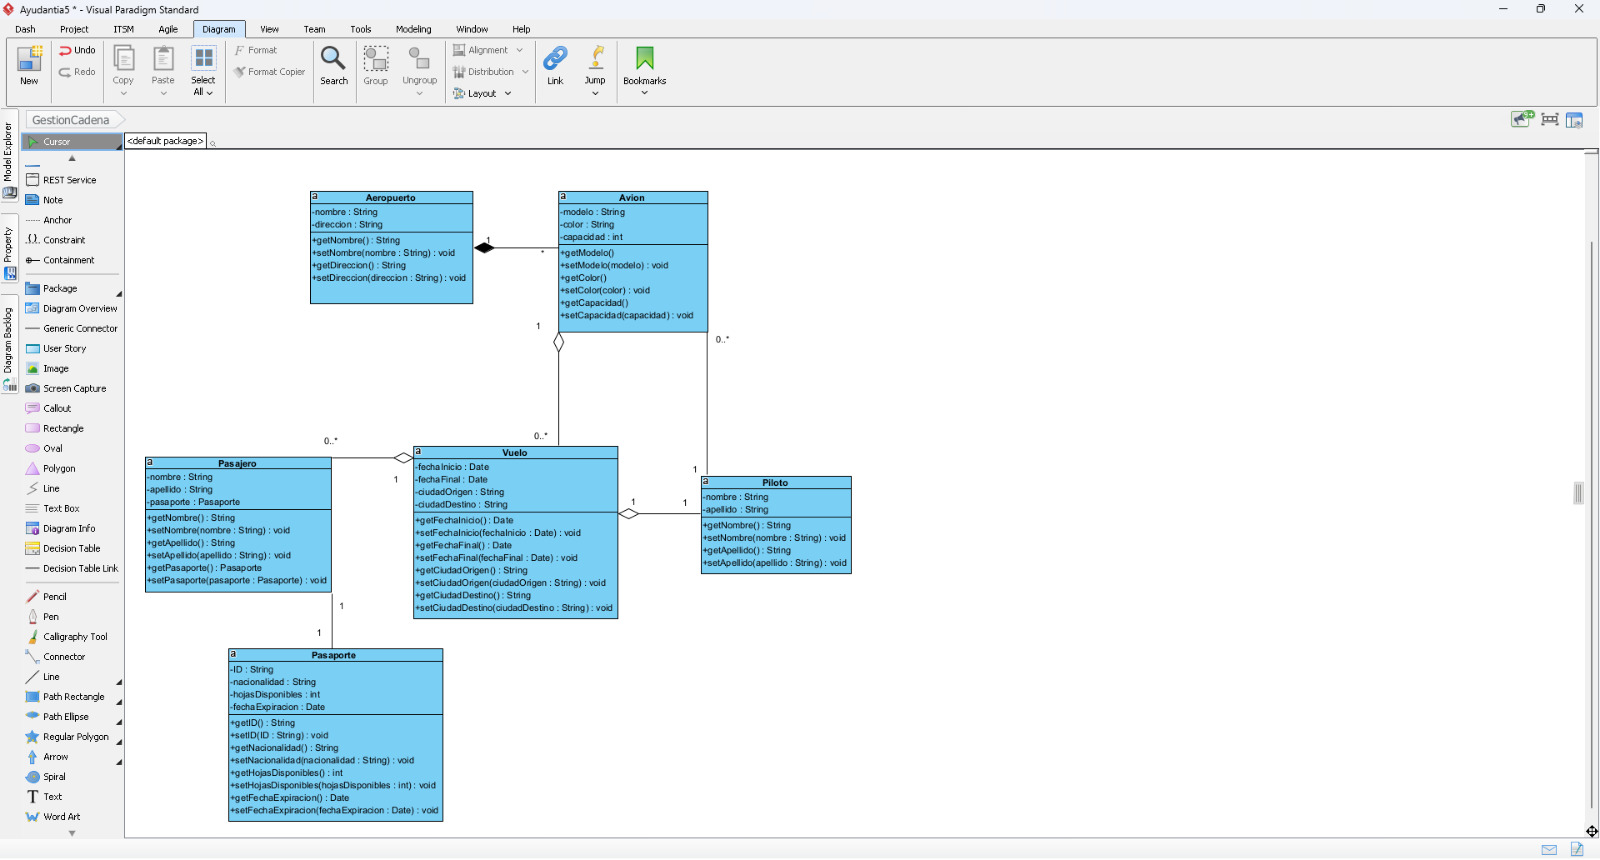 Ayudantia5 * - Visual Paradigm Standard
Dash Project ITSM Agile Diagram View Team Tools Modeling Window Help
New
Undo
Redo
Copy
Paste
Select
All
Format
Format Copier
Search
Group
Ungroup
Alignment
Distribution
Layout
Link
Jump
Bookmarks
GestionCadena
Model Explorer
Property
Diagram Backlog
Cursor
REST Service
Note
Anchor
Constraint
Containment
Package
Diagram Overview
Generic Connector
User Story
Image
Screen Capture
Callout
Rectangle
Oval
Polygon
Line
Text Box
Diagram Info
Decision Table
Decision Table Link
Pencil
Pen
Calligraphy Tool
Connector
Line
Path Rectangle
Path Ellipse
Regular Polygon
Arrow
Spiral
Text
Word Art
<default package>
a
Aeropuerto
-nombre : String
-direccion : String
+getNombre() : String
+setNombre(nombre : String) : void
+getDireccion() : String
+setDireccion(direccion : String) : void
1
*
a
Avion
-modelo : String
-color : String
-capacidad : int
+getModelo()
+setModelo(modelo) : void
+getColor()
+setColor(color) : void
+getCapacidad()
+setCapacidad(capacidad) : void
1
0..*
0..*
1
0..*
1
a
Pasajero
-nombre : String
-apellido : String
-pasaporte : Pasaporte
+getNombre() : String
+setNombre(nombre : String) : void
+getApellido() : String
+setApellido(apellido : String) : void
+getPasaporte() : Pasaporte
+setPasaporte(pasaporte : Pasaporte) : void
a
Vuelo
-fechaInicio : Date
-fechaFinal : Date
-ciudadOrigen : String
-ciudadDestino : String
+getFechaInicio() : Date
+setFechaInicio(fechaInicio : Date) : void
+getFechaFinal() : Date
+setFechaFinal(fechaFinal : Date) : void
+getCiudadOrigen() : String
+setCiudadOrigen(ciudadOrigen : String) : void
+getCiudadDestino() : String
+setCiudadDestino(ciudadDestino : String) : void
1
1
a
Piloto
-nombre : String
-apellido : String
+getNombre() : String
+setNombre(nombre : String) : void
+getApellido() : String
+setApellido(apellido : String) : void
1
1
a
Pasaporte
-ID : String
-nacionalidad : String
-hojasDisponibles : int
-fechaExpiracion : Date
+getID() : String
+setID(ID : String) : void
+getNacionalidad() : String
+setNacionalidad(nacionalidad : String) : void
+getHojasDisponibles() : int
+setHojasDisponibles(hojasDisponibles : int) : void
+getFechaExpiracion() : Date
+setFechaExpiracion(fechaExpiracion : Date) : void